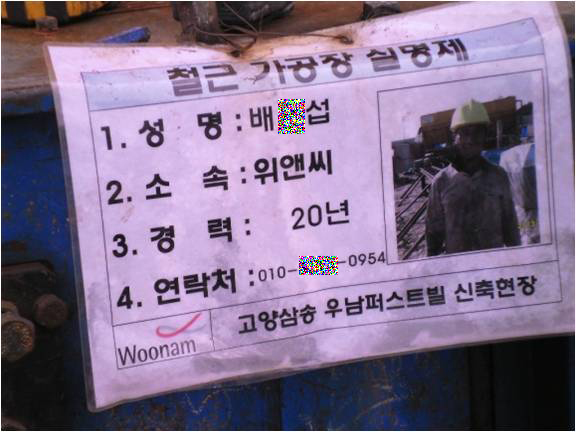 철근 가공장 실명제
1. 성 명 : 배 섭
2. 소 속 : 위앤씨
3. 경 력 : 20년
4. 연락처 : 010- -0954
Woonam
고양삼송 우남퍼스트빌 신축현장